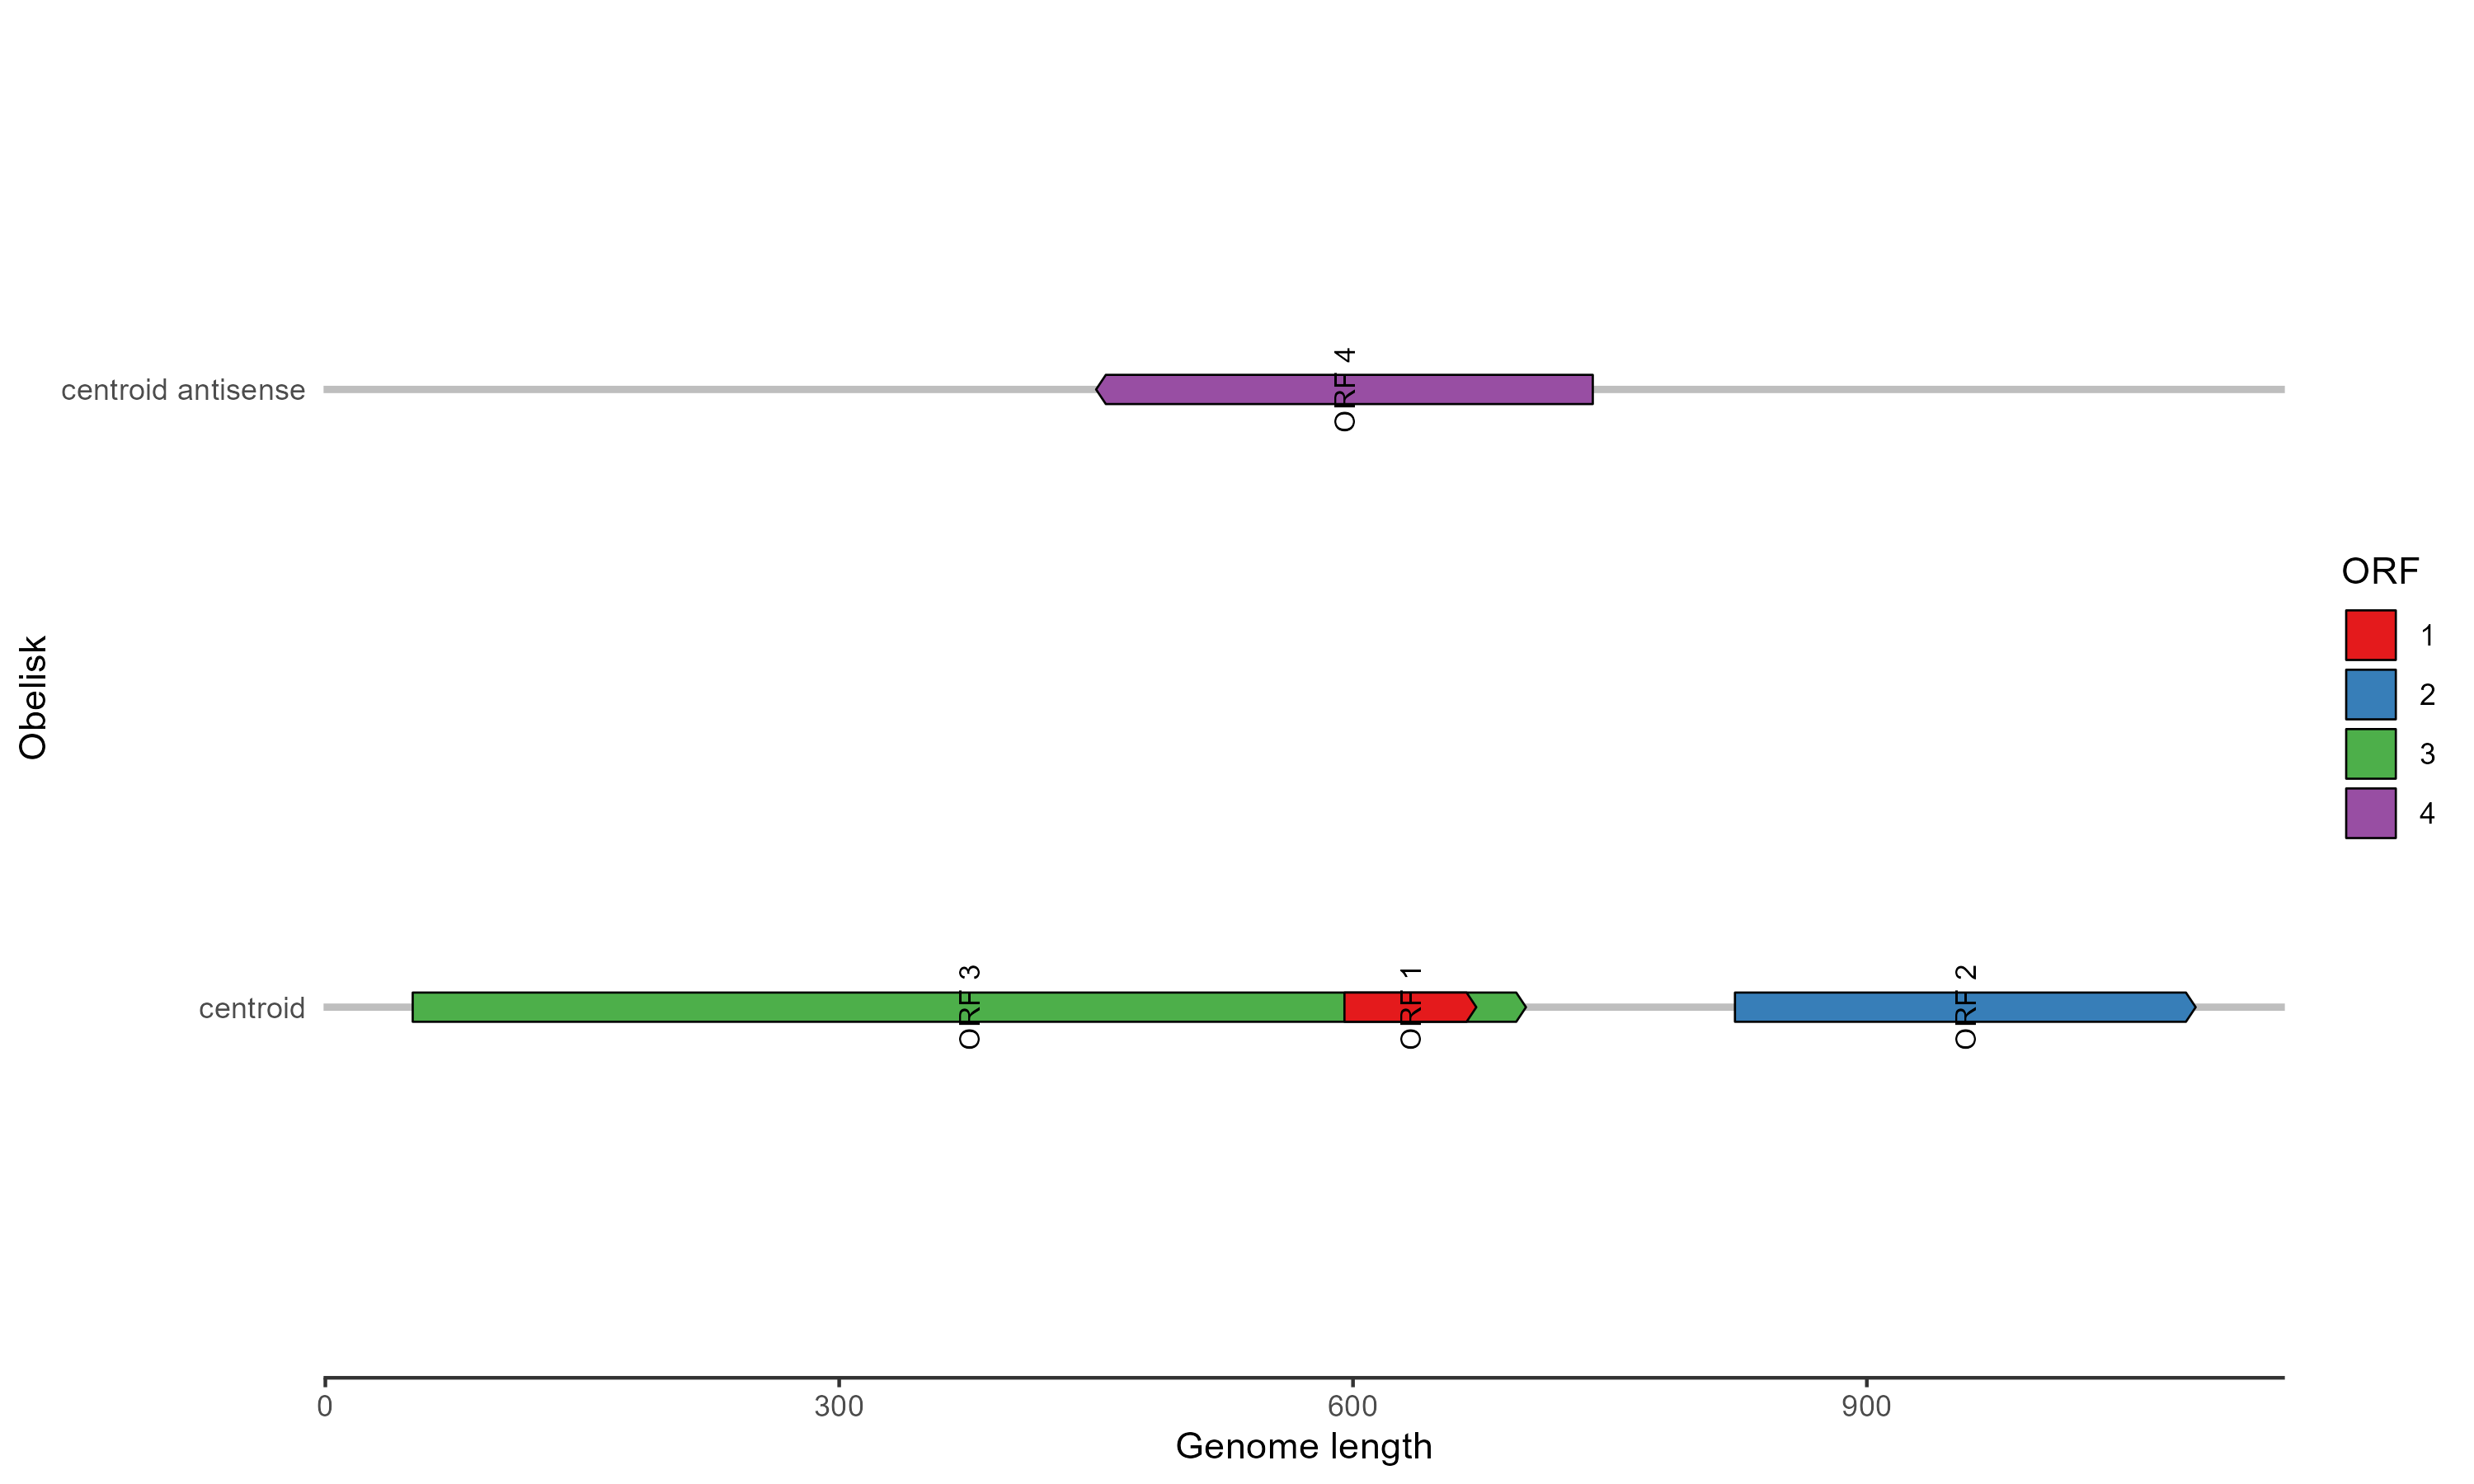 ORF 4
centroid antisense
Obelisk
ORF
1
2
3
4
ORF 3
ORF 1
ORF 2
centroid
0
300
600
900
Genome length